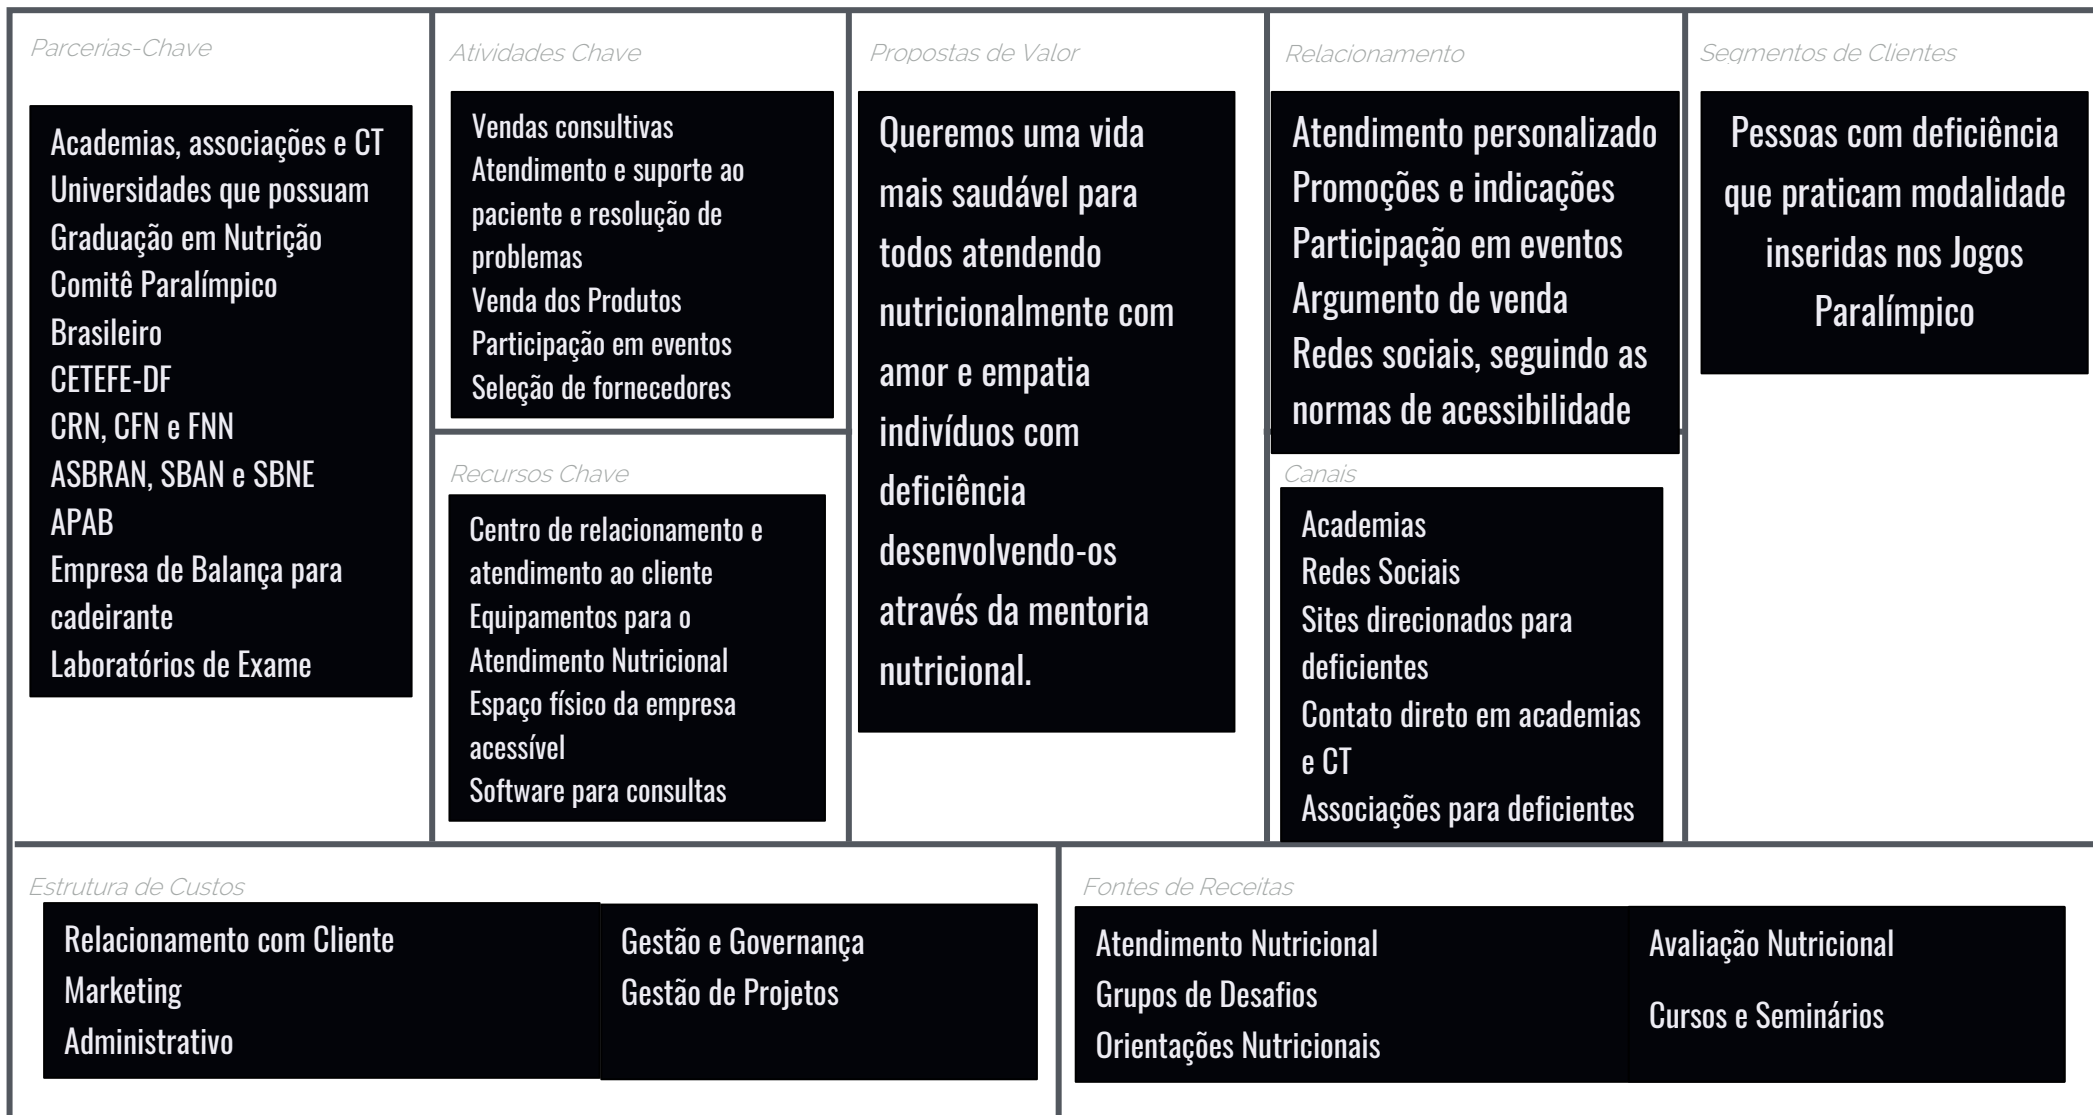 Parcerias-Chave
Academias, associações e CT
Universidades que possuam
Graduação em Nutrição
Comitê Paralímpico
Brasileiro
CETEFE-DF
CRN, CFN e FNN
ASBRAN, SBAN e SBNE
APAB
Empresa de Balança para
cadeirante
Laboratórios de Exame
Atividades Chave
Vendas consultivas
Atendimento e suporte ao
paciente e resolução de
problemas
Venda dos Produtos
Participação em eventos
Seleção de fornecedores
Recursos Chave
Centro de relacionamento e
atendimento ao cliente
Equipamentos para o
Atendimento Nutricional
Espaço físico da empresa
acessível
Software para consultas
Propostas de Valor
Queremos uma vida
mais saudável para
todos atendendo
nutricionalmente com
amor e empatia
indivíduos com
deficiência
desenvolvendo-os
através da mentoria
nutricional.
Relacionamento
Atendimento personalizado
Promoções e indicações
Participação em eventos
Argumento de venda
Redes sociais, seguindo as
normas de acessibilidade
Canais
Academias
Redes Sociais
Sites direcionados para
deficientes
Contato direto em academias
e CT
Associações para deficientes
Segmentos de Clientes
Pessoas com deficiência
que praticam modalidade
inseridas nos Jogos
Paralímpico
Estrutura de Custos
Relacionamento com Cliente
Marketing
Administrativo
Gestão e Governança
Gestão de Projetos
Fontes de Receitas
Atendimento Nutricional
Grupos de Desafios
Orientações Nutricionais
Avaliação Nutricional
Cursos e Seminários